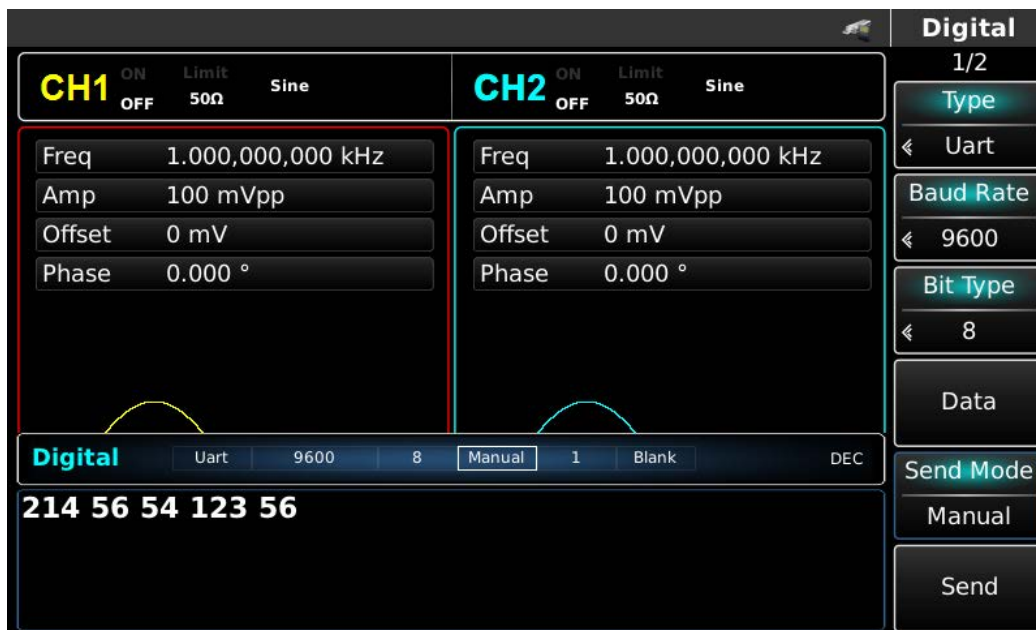 Digital
1/2
CH1 ON OFF Limit 50Ω Sine
CH2 ON OFF Limit 50Ω Sine
Type
Uart
Freq 1.000,000,000 kHz
Amp 100 mVpp
Offset 0 mV
Phase 0.000 °
Freq 1.000,000,000 kHz
Amp 100 mVpp
Offset 0 mV
Phase 0.000 °
Baud Rate
9600
Bit Type
8
Data
Digital Uart 9600 8 Manual 1 Blank DEC
214 56 54 123 56
Send Mode
Manual
Send